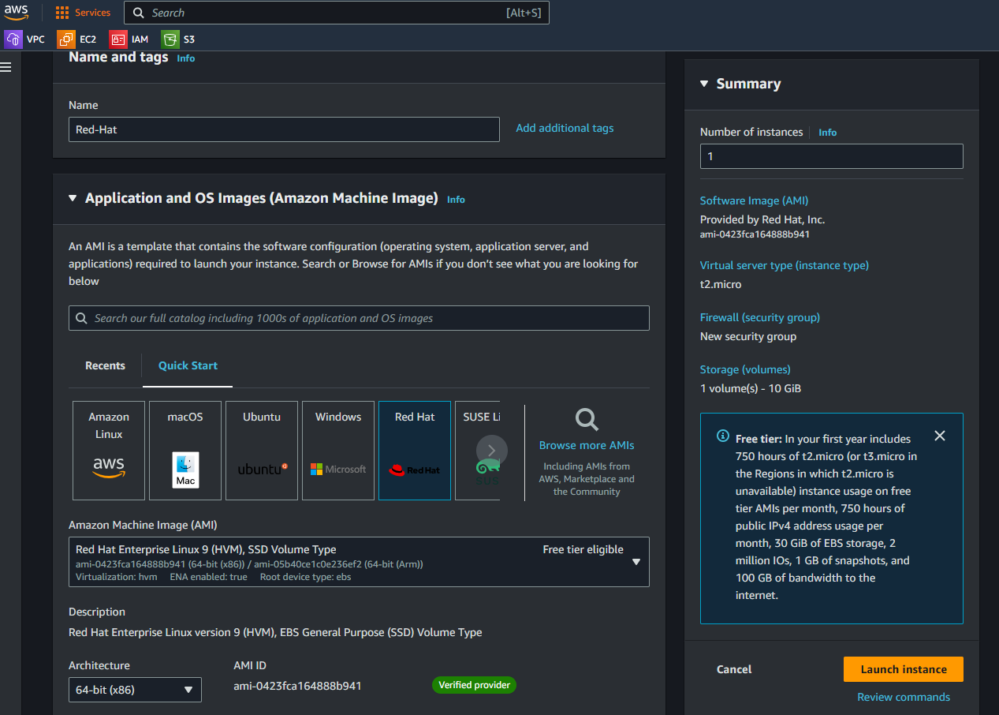 aws
Services
Search
[Alt+S]
VPC
EC2
IAM
S3
Name and tags Info
Name
Red-Hat
Add additional tags
Application and OS Images (Amazon Machine Image) Info
An AMI is a template that contains the software configuration (operating system, application server, and
applications) required to launch your instance. Search or Browse for AMIs if you don’t see what you are looking for
below
Search our full catalog including 1000s of application and OS images
Recents
Quick Start
Amazon
Linux
aws
macOS
Mac
Ubuntu
ubuntu
Windows
Microsoft
Red Hat
Red Hat
SUSE Li
SUS
Browse more AMIs
Including AMIs from
AWS, Marketplace and
the Community
Amazon Machine Image (AMI)
Red Hat Enterprise Linux 9 (HVM), SSD Volume Type
Free tier eligible
ami-0423fca164888b941 (64-bit (x86)) / ami-05b40ce1c0e236ef2 (64-bit (Arm))
Virtualization: hvm ENA enabled: true Root device type: ebs
Description
Red Hat Enterprise Linux version 9 (HVM), EBS General Purpose (SSD) Volume Type
Architecture
64-bit (x86)
AMI ID
ami-0423fca164888b941
Verified provider
Summary
Number of instances Info
1
Software Image (AMI)
Provided by Red Hat, Inc.
ami-0423fca164888b941
Virtual server type (instance type)
t2.micro
Firewall (security group)
New security group
Storage (volumes)
1 volume(s) - 10 GiB
Free tier: In your first year includes
750 hours of t2.micro (or t3.micro in
the Regions in which t2.micro is
unavailable) instance usage on free
tier AMIs per month, 750 hours of
public IPv4 address usage per
month, 30 GiB of EBS storage, 2
million IOs, 1 GB of snapshots, and
100 GB of bandwidth to the
internet.
Cancel
Launch instance
Review commands